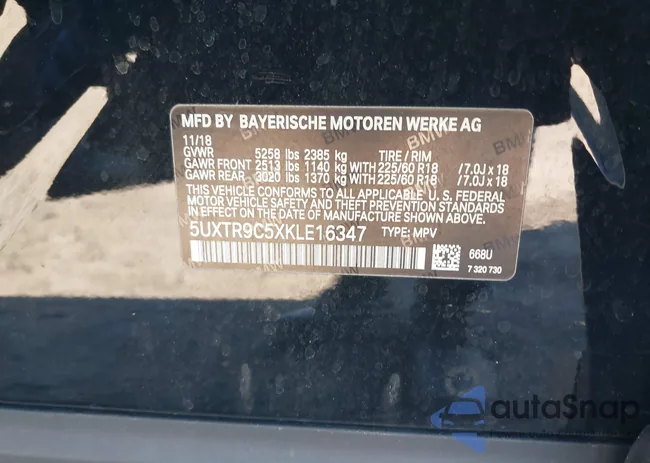 MFD BY BAYERISCHE MOTOREN WERKE AG
11/18
GVWR 5258 lbs 2385 kg TIRE / RIM
GAWR FRONT 2513 lbs 1140 kg WITH 225/60 R18 /7.0J x 18
GAWR REAR 3020 lbs 1370 kg WITH 225/60 R18 /7.0J x 18
THIS VEHICLE CONFORMS TO ALL APPLICABLE U. S. FEDERAL
MOTOR VEHICLE SAFETY, BUMPER, AND THEFT PREVENTION STANDARDS IN
EFFECT ON THE DATE OF MANUFACTURE SHOWN ABOVE.
5UXTR9C5XKLE16347 TYPE: MPV
668U
7 320 730
autoSnap